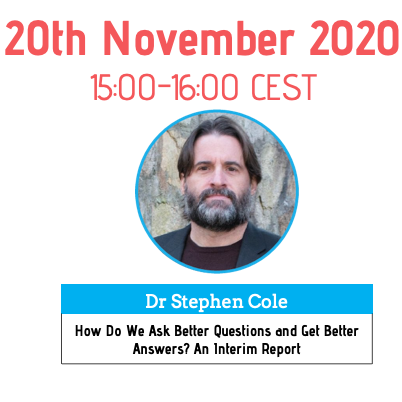 20th November 2020
15:00-16:00 CEST
Dr Stephen Cole
How Do We Ask Better Questions and Get Better
Answers? An Interim Report